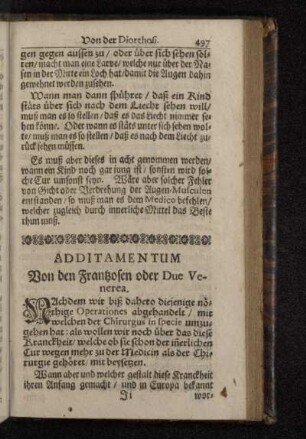 Von der Diorthosi. 497
gen gegen aussen zu / oder über sich sehen sol-
ten / macht man eine Larve / welche nur über der Na-
sen in der Mitte ein Loch hat / damit die Augen dahin
gewehnet werden zusehen.
Wann man dann spühret / daß ein Kind
stäts über sich nach dem Liecht sehen will /
muß man es so stellen / daß es das Liecht nimmer se-
hen könne. Oder wann es stäts unter sich sehen wol-
te / muß man es so stellen / daß es nach dem Liecht zu-
rück sehen müssen.
Es muß aber dieses in acht genommen werden /
wann ein Kind noch gar jung ist / sonsten wird sol-
che Cur umsonst seyn. Wäre aber solcher Fehler
von Gicht oder Verdrehung der Augen-Musculen
entstanden / so muß man es dem Medico befehlen /
welcher zugleich durch innerliche Mittel das Beste
thun muß.
ADDITAMENTUM
Von den Frantzosen oder Lue Ve-
nerea.
NAchdem wir biß dahero diejenige nö-
thige Operationes abgehandelt / mit
welchen der Chirurgus in specie umzu-
gehen hat: als wollen wir noch über das diese
Kranckheit / welche ob sie schon der iñerlichen
Cur wegen mehr zu der Medicin als der Chi-
rurgie gehöret / mit beysetzen.
Wann aber und welcher gestalt diese Kranckheit
ihren Anfang gemacht / und in Europa bekannt
Ji wor-